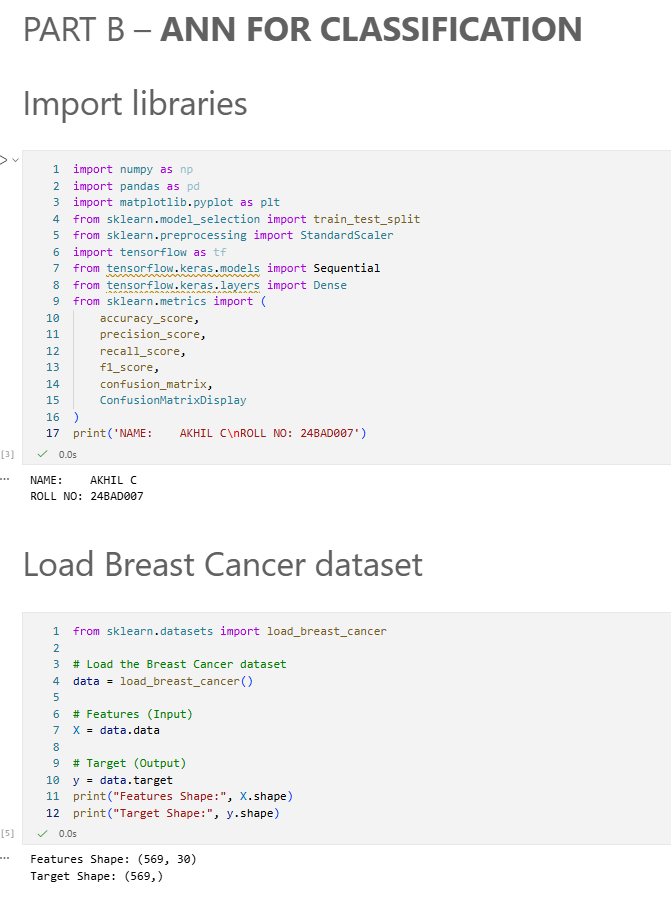 PART B – ANN FOR CLASSIFICATION
Import libraries
1 import numpy as np
2 import pandas as pd
3 import matplotlib.pyplot as plt
4 from sklearn.model_selection import train_test_split
5 from sklearn.preprocessing import StandardScaler
6 import tensorflow as tf
7 from tensorflow.keras.models import Sequential
8 from tensorflow.keras.layers import Dense
9 from sklearn.metrics import (
10     accuracy_score,
11     precision_score,
12     recall_score,
13     f1_score,
14     confusion_matrix,
15     ConfusionMatrixDisplay
16 )
17 print('NAME:    AKHIL C\nROLL NO: 24BAD007')
[3] 0.0s
NAME:    AKHIL C
ROLL NO: 24BAD007
Load Breast Cancer dataset
1 from sklearn.datasets import load_breast_cancer
2
3 # Load the Breast Cancer dataset
4 data = load_breast_cancer()
5
6 # Features (Input)
7 X = data.data
8
9 # Target (Output)
10 y = data.target
11 print("Features Shape:", X.shape)
12 print("Target Shape:", y.shape)
[5] 0.0s
Features Shape: (569, 30)
Target Shape: (569,)